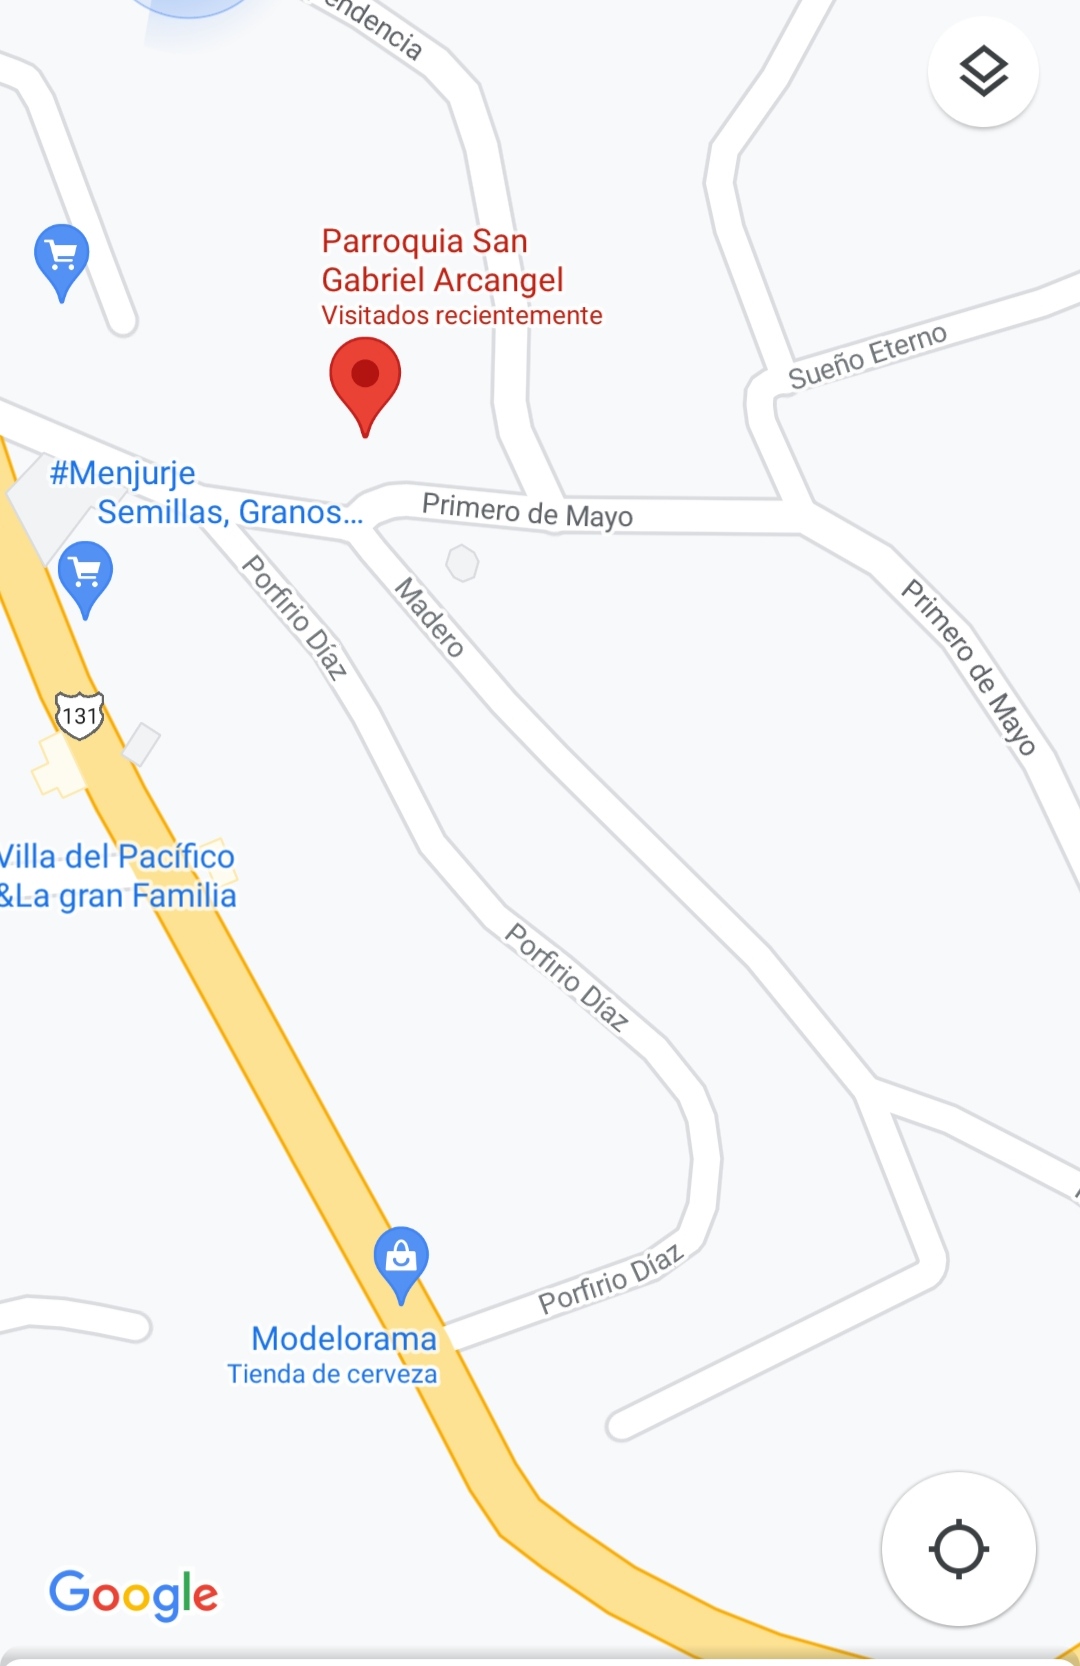 Parroquia San
Gabriel Arcangel
Visitados recientemente
Sueño Eterno
#Menjurje
Semillas, Granos...
Primero de Mayo
Porfirio Díaz
Madero
Primero de Mayo
131
Villa del Pacífico
&La gran Familia
Porfirio Díaz
Porfirio Díaz
Modelorama
Tienda de cerveza
Google